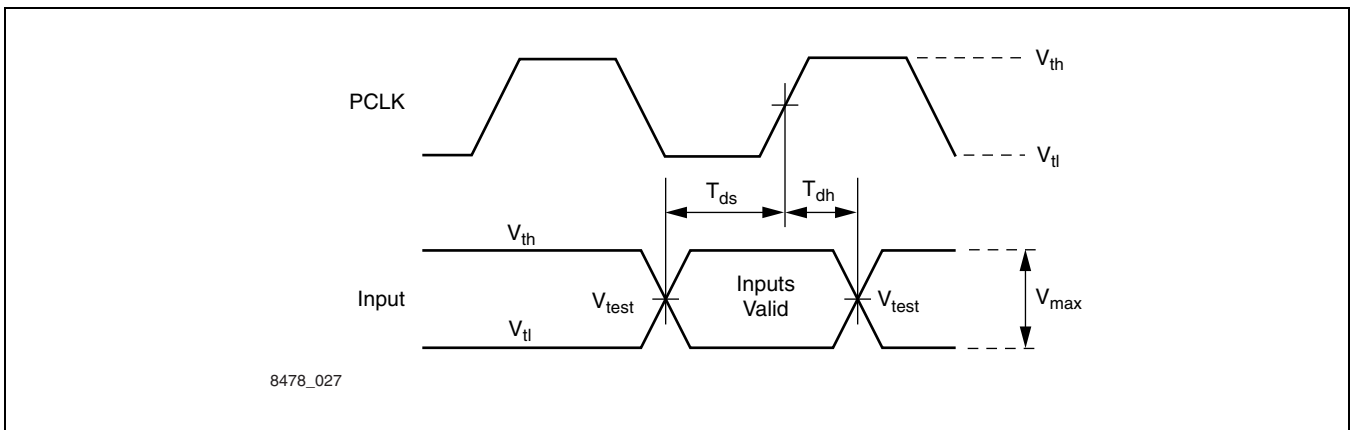 V_th
PCLK
V_tl
T_ds T_dh
V_th
Inputs
Valid
Input V_test V_test V_max
V_tl
8478_027